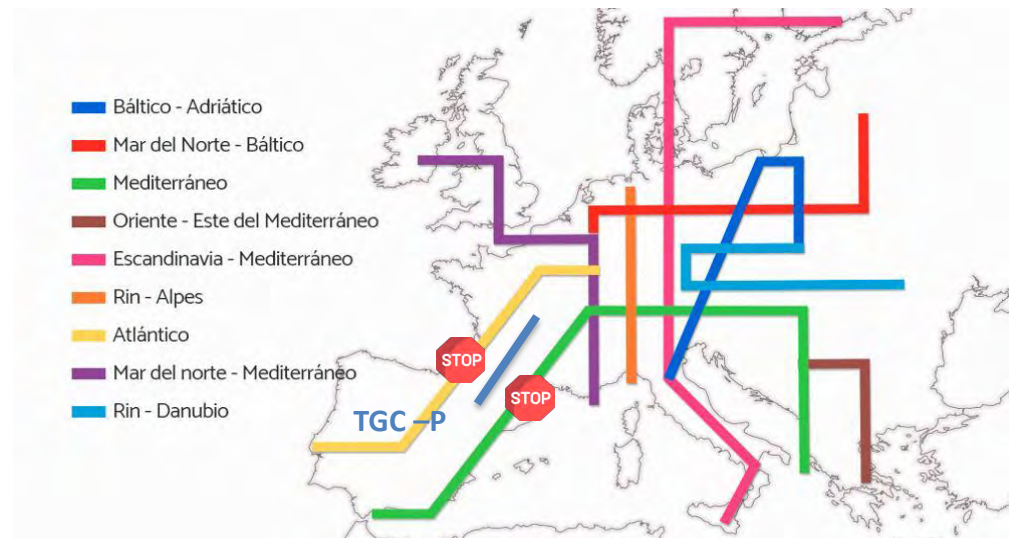 Báltico - Adriático
Mar del Norte - Báltico
Mediterráneo
Oriente - Este del Mediterráneo
Escandinavia - Mediterráneo
Rin - Alpes
Atlántico
Mar del norte - Mediterráneo
Rin - Danubio
STOP
STOP
TGC –P